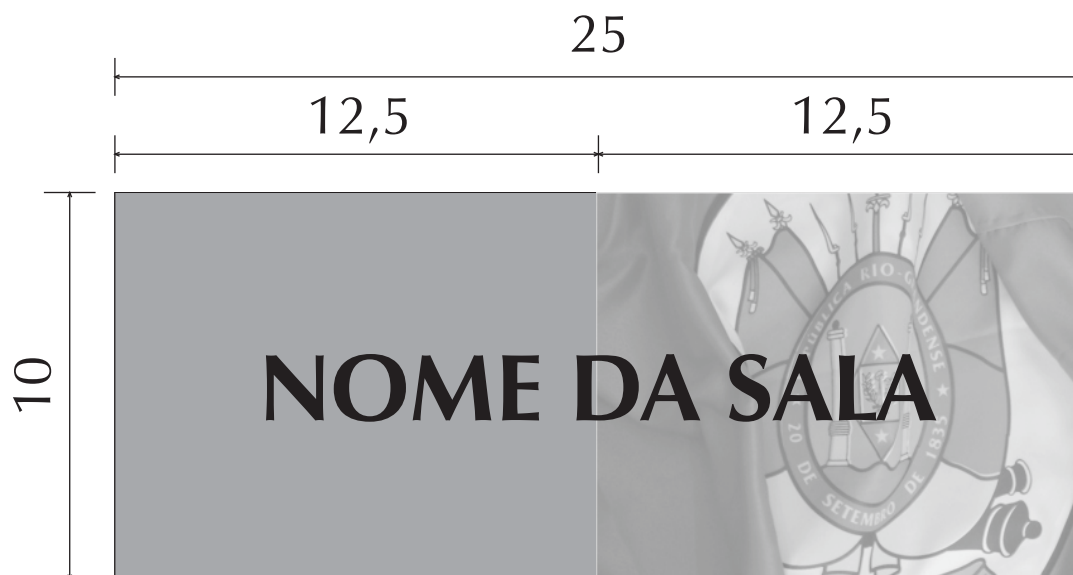 25
12,5 12,5
10
NOME DA SALA
REPÚBLICA RIO-GRANDENSE
20 DE SETEMBRO DE 1835